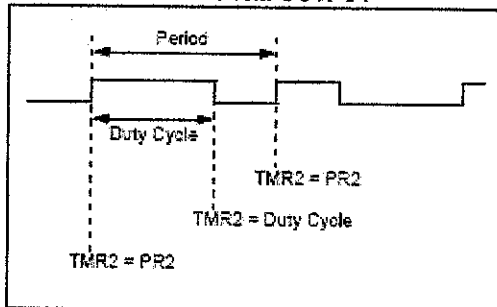 Period
Duty Cycle
TMR2 = PR2
TMR2 = Duty Cycle
TMR2 = PR2